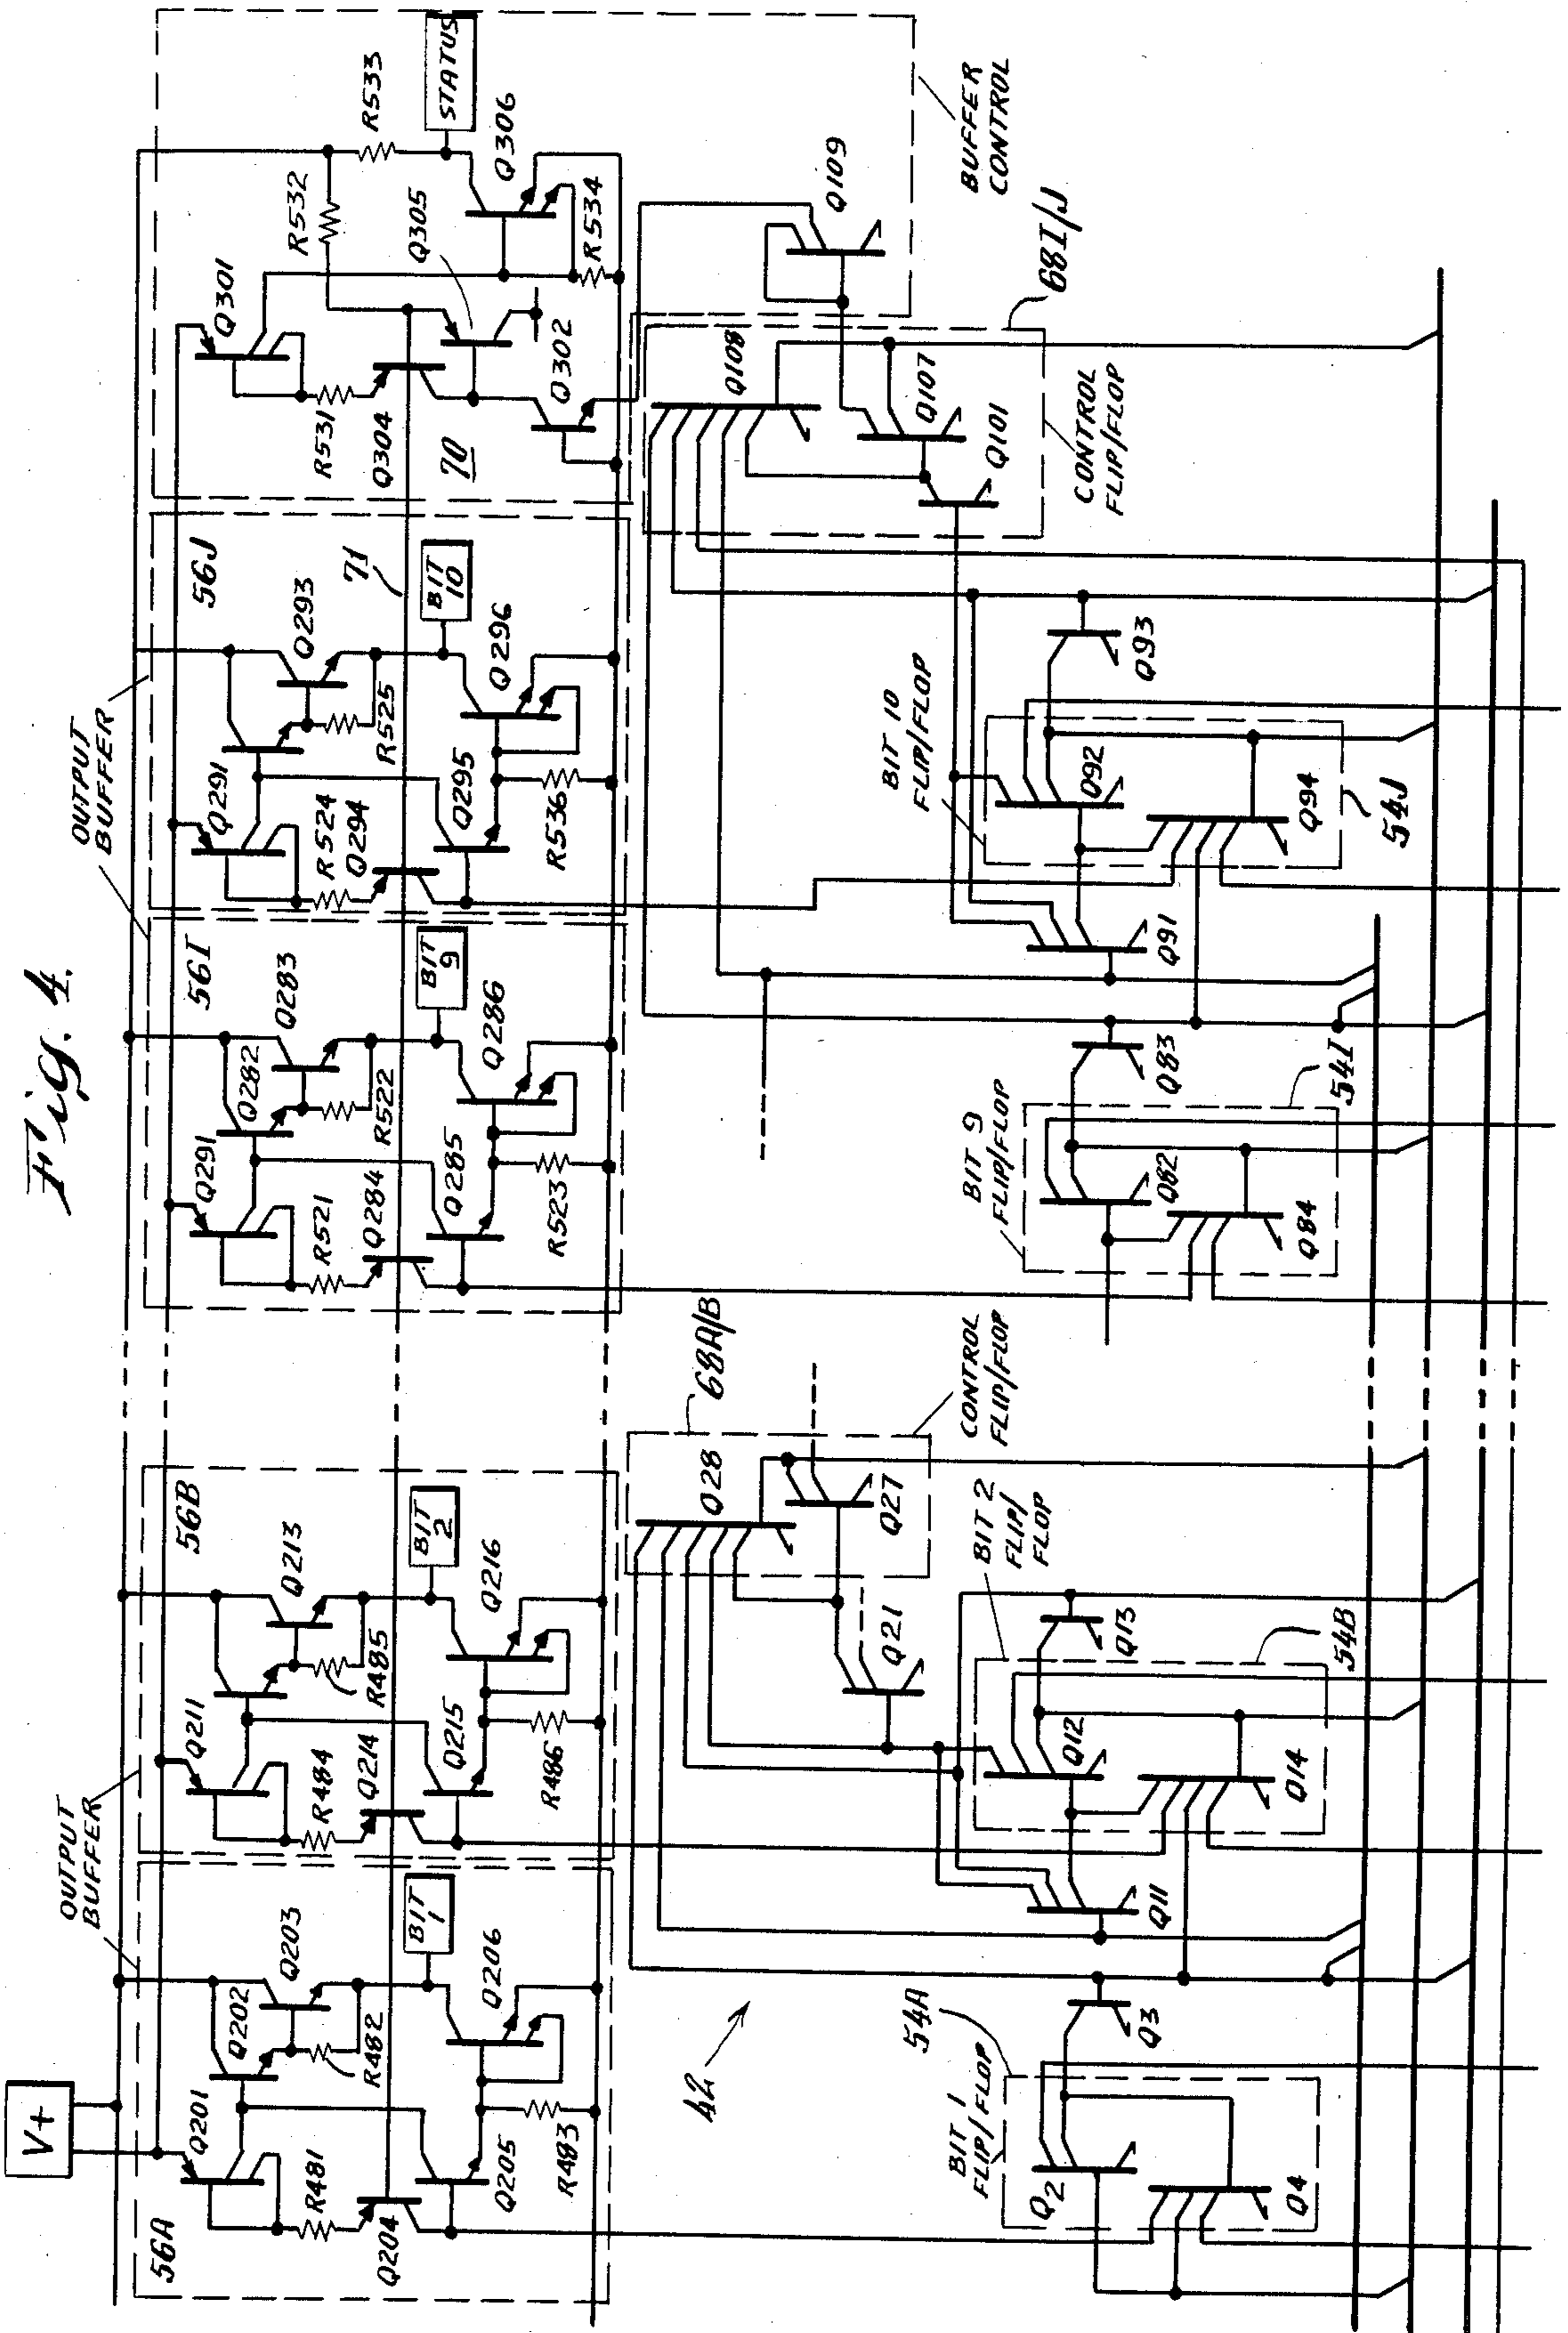 Fig. 4.
V+
OUTPUT
BUFFER
56A
Q201
Q202
Q203
R481
R482
Q204
Q205
R483
Q206
BIT
1
56B
Q211
Q213
R484
R485
Q214
Q215
R486
Q216
BIT
2
OUTPUT
BUFFER
56I
Q291
Q282
Q283
R521
R522
Q284
Q285
R523
Q286
BIT
9
56J
Q291
Q293
R524
R525
Q294
Q295
R536
Q296
BIT
10
71
Q301
R532
R533
R531
Q304
Q305
70
Q302
Q306
R534
STATUS
BUFFER
CONTROL
Q109
42
BIT 1
FLIP/FLOP
54A
Q2
Q3
Q4
Q11
BIT 2
FLIP/
FLOP
54B
Q12
Q13
Q14
Q21
Q28
Q27
68A/B
CONTROL
FLIP/FLOP
BIT 9
FLIP/FLOP
54I
Q82
Q83
Q84
Q91
BIT 10
FLIP/FLOP
54J
Q92
Q93
Q94
Q101
Q107
Q108
68I/J
CONTROL
FLIP/FLOP